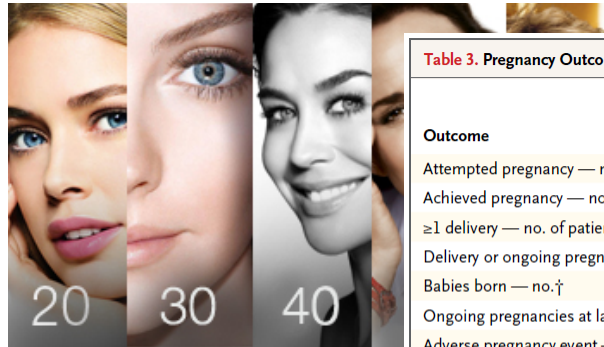 20
30
40
Table 3. Pregnancy Outco
Outcome
Attempted pregnancy — r
Achieved pregnancy — no
≥1 delivery — no. of patie
Delivery or ongoing pregn
Babies born — no.†
Ongoing pregnancies at la
Adverse pregnancy event